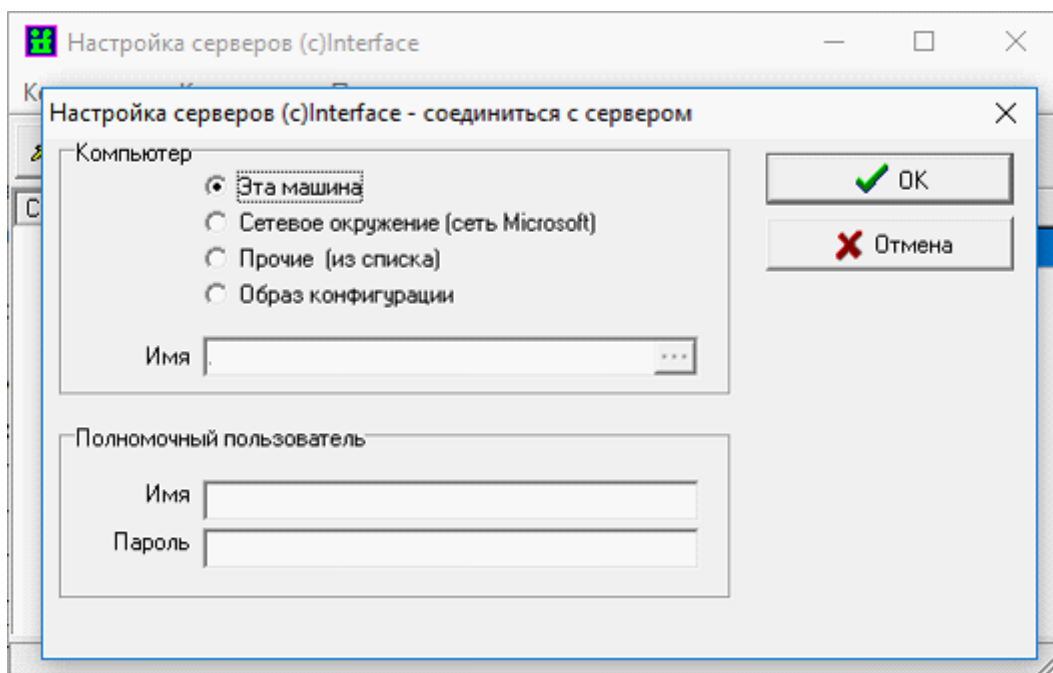 Настройка серверов (c)Interface
Настройка серверов (c)Interface - соединиться с сервером
Компьютер
Эта машина
Сетевое окружение (сеть Microsoft)
Прочие (из списка)
Образ конфигурации
Имя .
...
Полномочный пользователь
Имя
Пароль
OK
Отмена